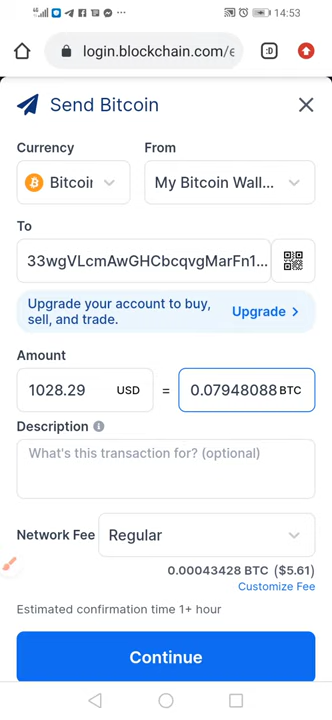 14:53
login.blockchain.com/e
:D
Send Bitcoin
Currency
From
Bitcoin
My Bitcoin Wall...
To
33wgVLcmAwGHCbcqvgMarFn1...
Upgrade your account to buy,
sell, and trade.
Upgrade
Amount
1028.29 USD = 0.07948088 BTC
Description
What's this transaction for? (optional)
Network Fee
Regular
0.00043428 BTC ($5.61)
Customize Fee
Estimated confirmation time 1+ hour
Continue